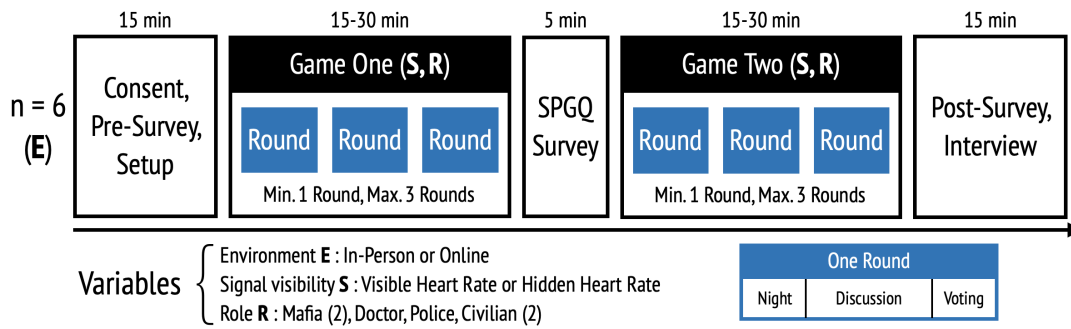 15 min
15-30 min
5 min
15-30 min
15 min
n = 6
(E)
Consent,
Pre-Survey,
Setup
Game One (S, R)
Round
Round
Round
Min. 1 Round, Max. 3 Rounds
SPGQ
Survey
Game Two (S, R)
Round
Round
Round
Min. 1 Round, Max. 3 Rounds
Post-Survey,
Interview
Variables
Environment E : In-Person or Online
Signal visibility S : Visible Heart Rate or Hidden Heart Rate
Role R : Mafia (2), Doctor, Police, Civilian (2)
One Round
Night
Discussion
Voting